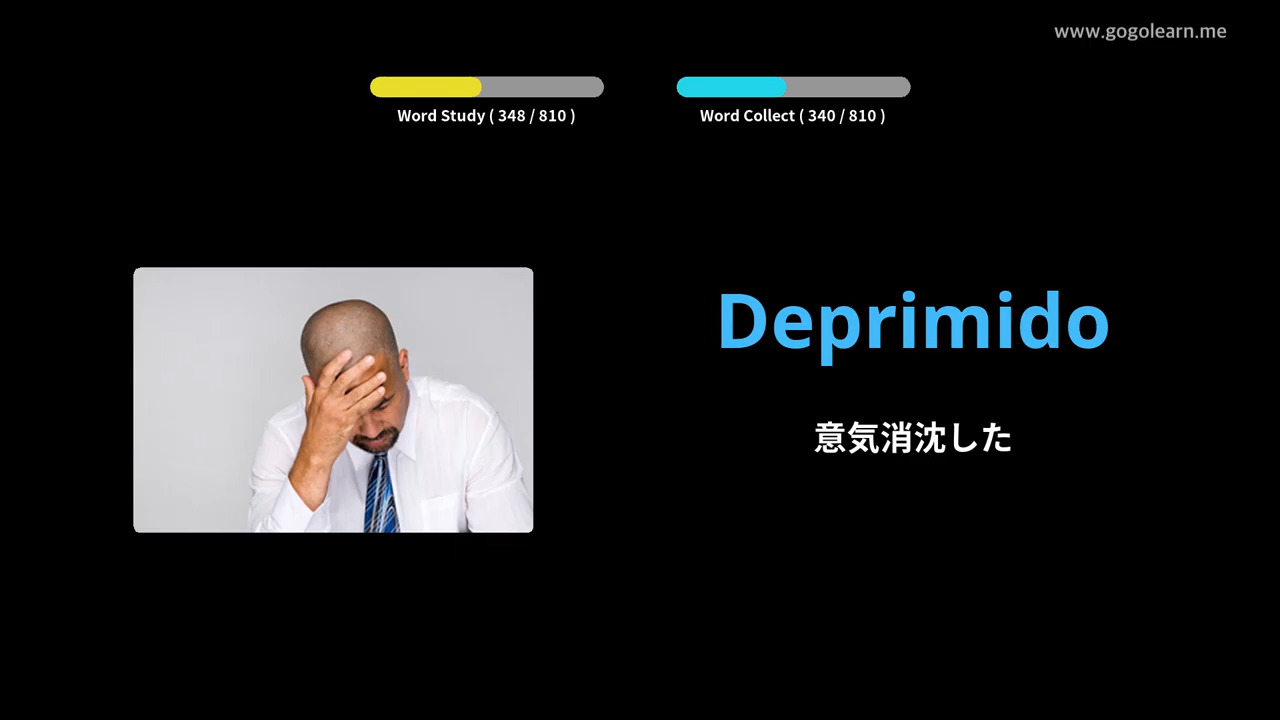 www.gogolearn.me
Word Study ( 348 / 810 )
Word Collect ( 340 / 810 )
Deprimido
意気消沈した